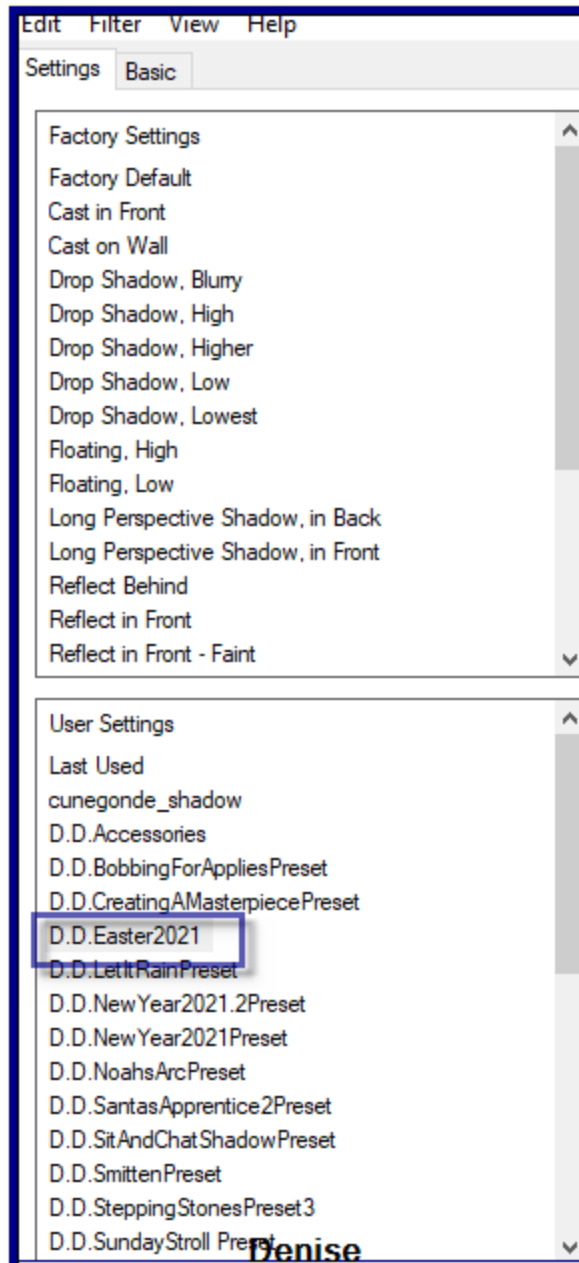 Edit Filter View Help
Settings Basic
Factory Settings
Factory Default
Cast in Front
Cast on Wall
Drop Shadow, Blurry
Drop Shadow, High
Drop Shadow, Higher
Drop Shadow, Low
Drop Shadow, Lowest
Floating, High
Floating, Low
Long Perspective Shadow, in Back
Long Perspective Shadow, in Front
Reflect Behind
Reflect in Front
Reflect in Front - Faint
User Settings
Last Used
cunegonde_shadow
D.D.Accessories
D.D.BobbingForAppliesPreset
D.D.CreatingAMasterpiecePreset
D.D.Easter2021
D.D.LetItRainPreset
D.D.NewYear2021.2Preset
D.D.NewYear2021Preset
D.D.NoahsArcPreset
D.D.SantasApprentice2Preset
D.D.SitAndChatShadowPreset
D.D.SmittenPreset
D.D.SteppingStonesPreset3
D.D.SundayStroll Preset
Denise